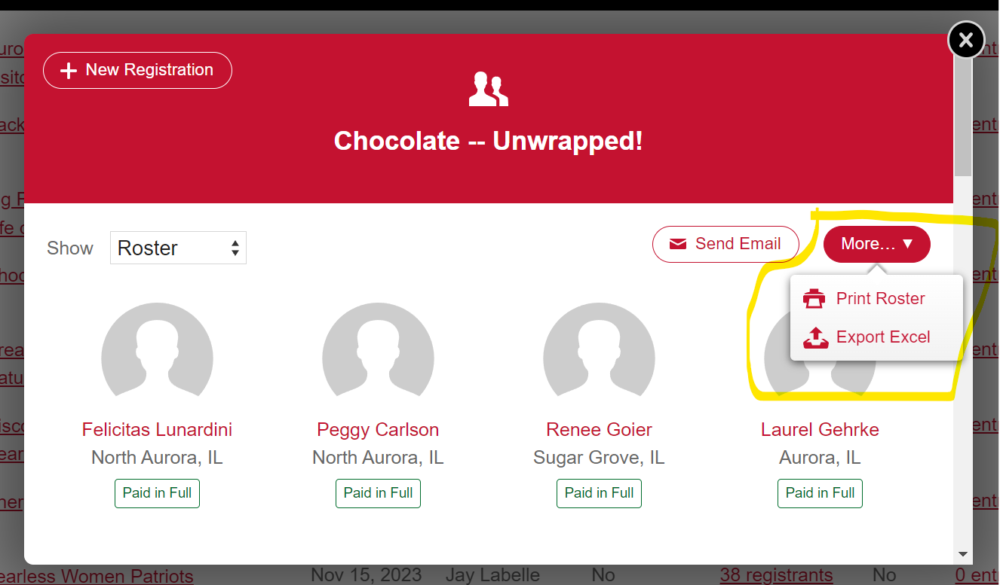 New Registration
Chocolate -- Unwrapped!
Show
Roster
Send Email
More... ▼
Print Roster
Export Excel
Felicitas Lunardini
Peggy Carlson
Renee Goier
Laurel Gehrke
North Aurora, IL
North Aurora, IL
Sugar Grove, IL
Aurora, IL
Paid in Full
Paid in Full
Paid in Full
Paid in Full
earless Women Patriots
Nov 15, 2023
Jay Labelle
No
38 registrants
No
0 ent